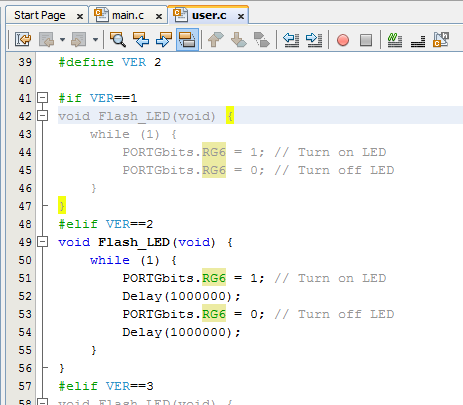 Start Page x main.c x user.c x
39 #define VER 2
40
41 #if VER==1
42 void Flash_LED(void) {
43 while (1) {
44 PORTGbits.RG6 = 1; // Turn on LED
45 PORTGbits.RG6 = 0; // Turn off LED
46 }
47 }
48 #elif VER==2
49 void Flash_LED(void) {
50 while (1) {
51 PORTGbits.RG6 = 1; // Turn on LED
52 Delay(1000000);
53 PORTGbits.RG6 = 0; // Turn off LED
54 Delay(1000000);
55 }
56 }
57 #elif VER==3
58 void Flash_LED(void) {